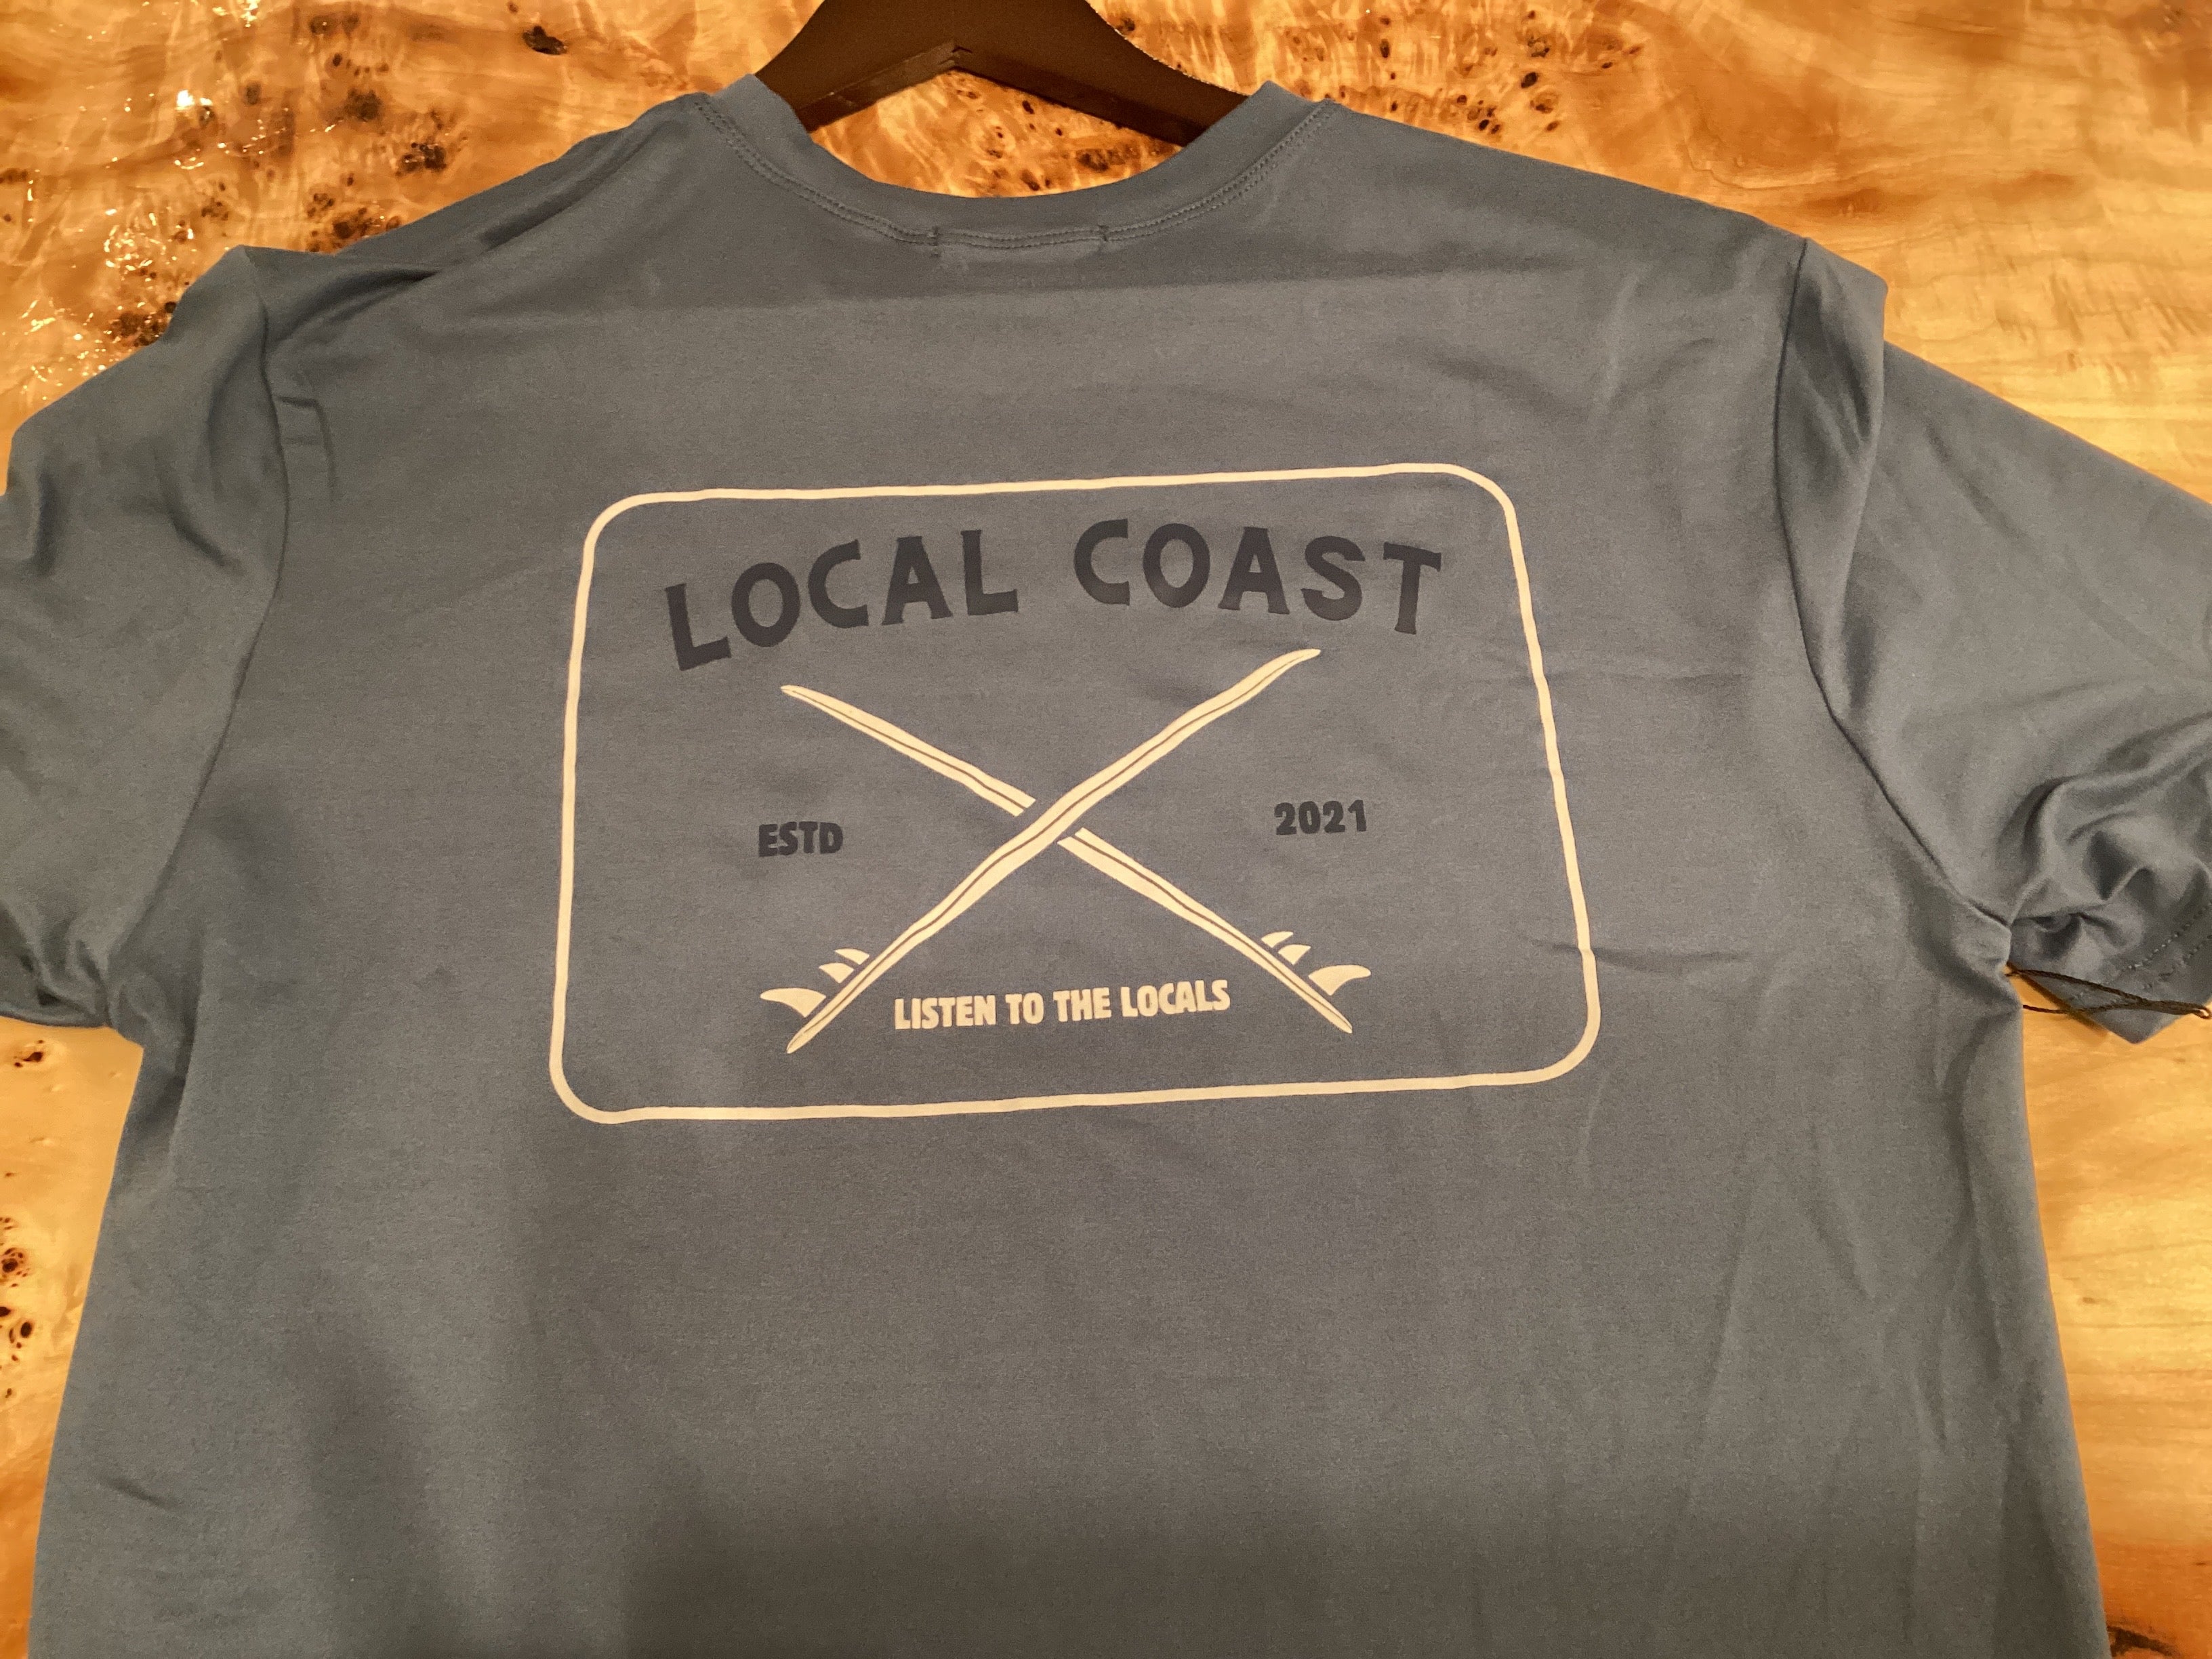 LOCAL COAST
ESTD 2021
LISTEN TO THE LOCALS